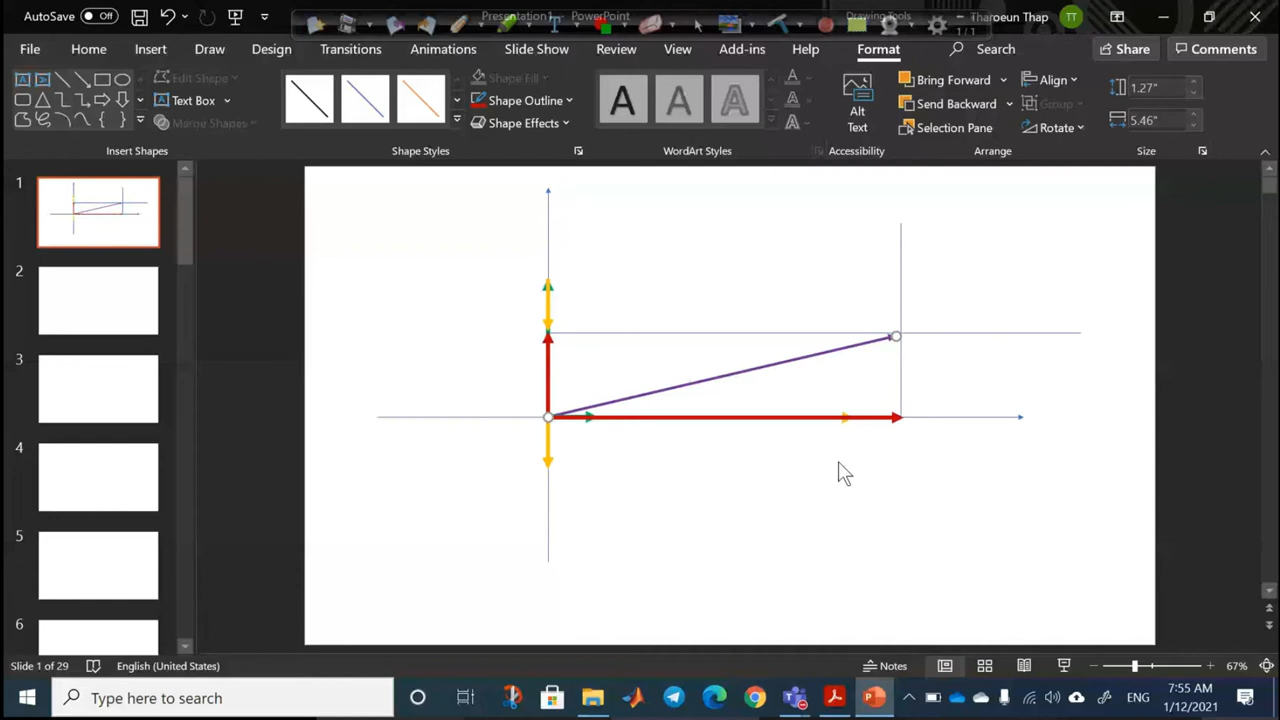 AutoSave Off Presentation1 - PowerPoint Drawing Tools Tharoeun Thap TT
1/1
File Home Insert Draw Design Transitions Animations Slide Show Review View Add-ins Help Format Search Share Comments
Edit Shape
Text Box
Merge Shapes
Insert Shapes
Shape Fill
Shape Outline
Shape Effects
Shape Styles
A A A
A
A
A
WordArt Styles
Alt
Text
Accessibility
Bring Forward
Send Backward
Selection Pane
Align
Group
Rotate
Arrange
1.27"
5.46"
Size
1
2
3
4
5
6
Slide 1 of 29 English (United States) Notes 67%
Type here to search
ENG
7:55 AM
1/12/2021